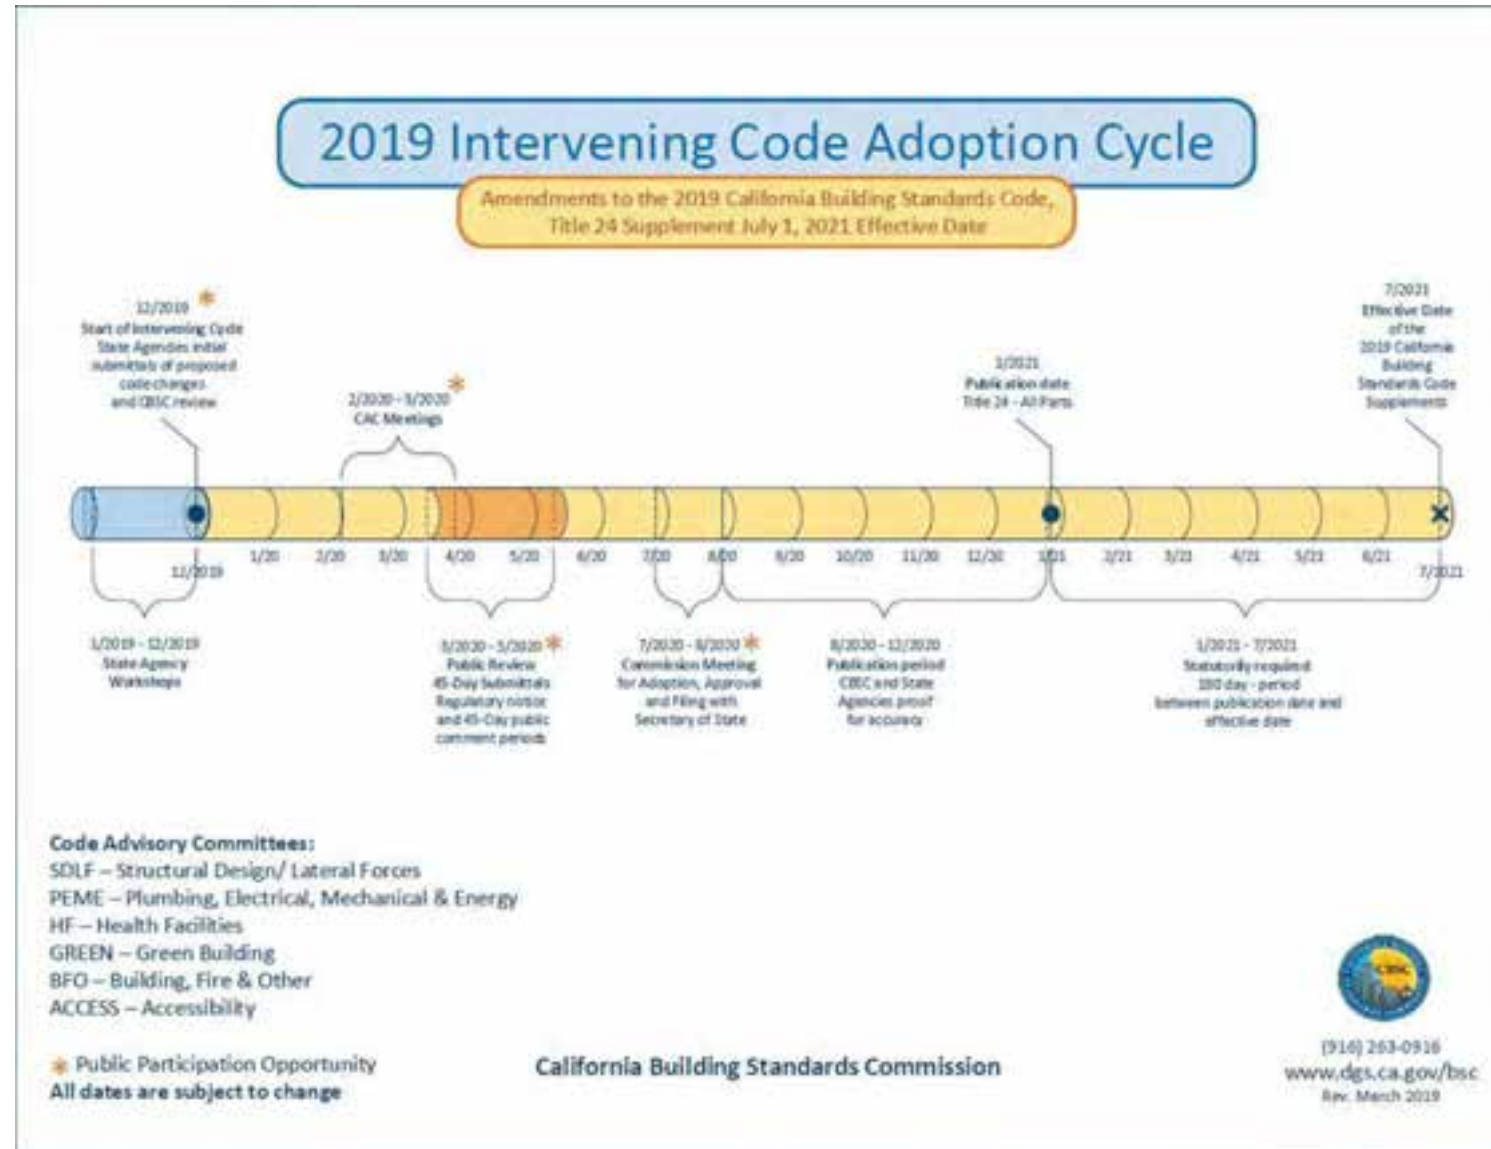 2019 Intervening Code Adoption Cycle
Amendments to the 2019 California Building Standards Code,
Title 24 Supplement July 1, 2021 Effective Date
12/2019 *
Start of Intervening Code
State Agencies initial
submittals of proposed
code changes
and CBSC review
2/2020 - 3/2020 *
CAC Meetings
1/2021
Publication date
Title 24 - All Parts
7/2021
Effective Date
of the
2019 California
Building
Standards Code
Supplements
12/2019 1/20 2/20 3/20 4/20 5/20 6/20 7/20 8/20 9/20 10/20 11/20 12/20 1/21 2/21 3/21 4/21 5/21 6/21 7/2021
1/2019 - 12/2019
State Agency
Workshops
3/2020 - 5/2020 *
Public Review
45-Day Submittals
Regulatory notice
and 45-Day public
comment periods
7/2020 - 8/2020 *
Commission Meeting
for Adoption, Approval
and Filing with
Secretary of State
8/2020 - 12/2020
Publication period
CBSC and State
Agencies proof
for accuracy
1/2021 - 7/2021
Statutorily required
180 day - period
between publication date and
effective date
Code Advisory Committees:
SDLF – Structural Design/ Lateral Forces
PEME – Plumbing, Electrical, Mechanical & Energy
HF – Health Facilities
GREEN – Green Building
BFO – Building, Fire & Other
ACCESS – Accessibility
* Public Participation Opportunity
All dates are subject to change
California Building Standards Commission
CBSC
(916) 263-0916
www.dgs.ca.gov/bsc
Rev. March 2019